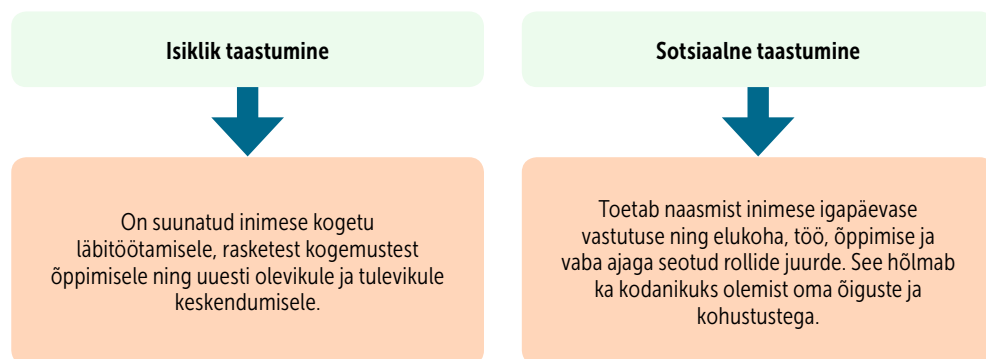 Isiklik taastumine
On suunatud inimese kogetu
läbitöötamisele, rasketest kogemustest
õppimisele ning uuesti olevikule ja tulevikule
keskendumisele.
Sotsiaalne taastumine
Toetab naasmist inimese igapäevase
vastutuse ning elukoha, töö, õppimise ja
vaba ajaga seotud rollide juurde. See hõlmab
ka kodanikuks olemist oma õiguste ja
kohustustega.